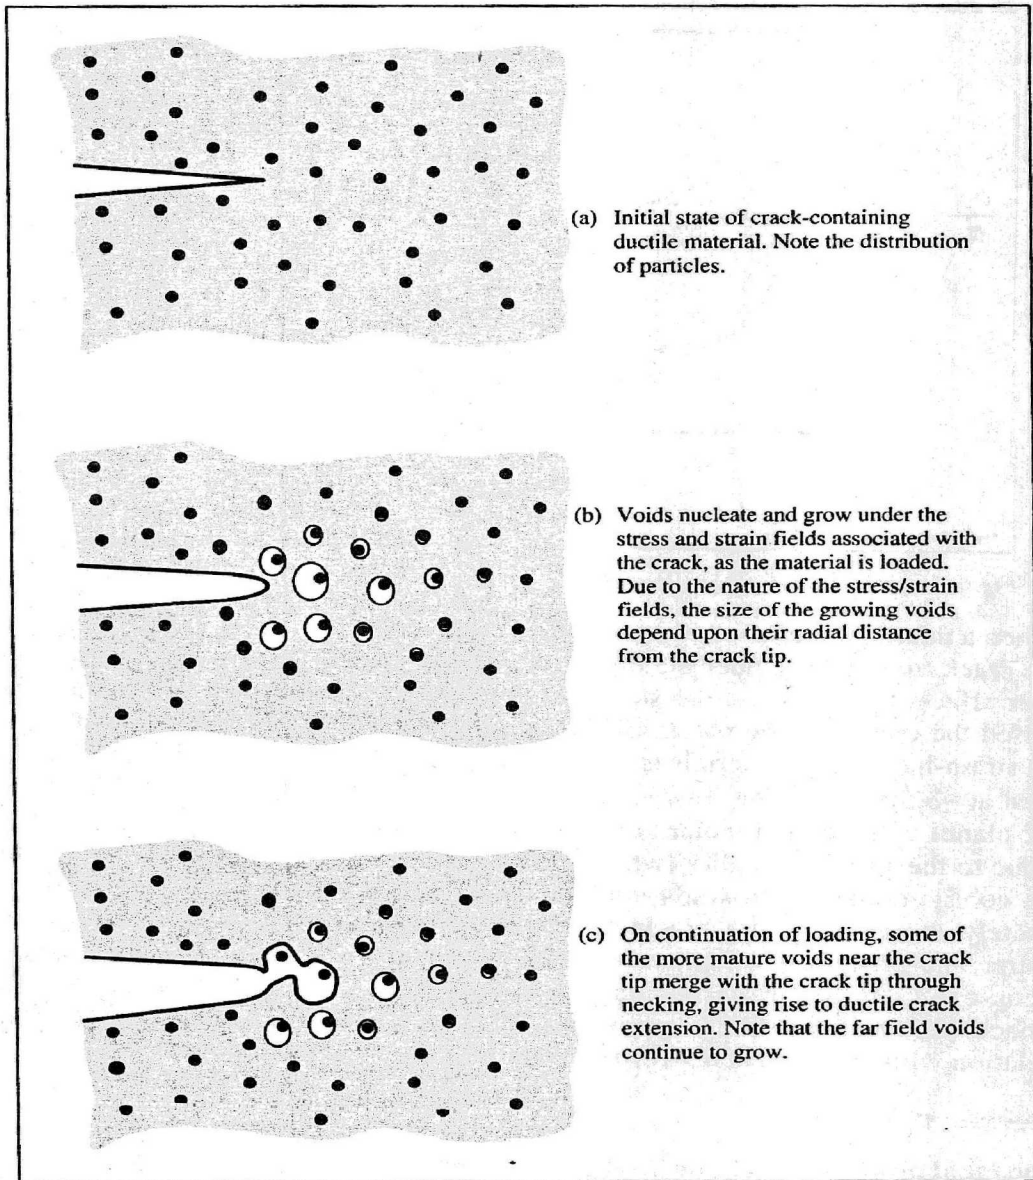 (a) Initial state of crack-containing
ductile material. Note the distribution
of particles.
(b) Voids nucleate and grow under the
stress and strain fields associated with
the crack, as the material is loaded.
Due to the nature of the stress/strain
fields, the size of the growing voids
depend upon their radial distance
from the crack tip.
(c) On continuation of loading, some of
the more mature voids near the crack
tip merge with the crack tip through
necking, giving rise to ductile crack
extension. Note that the far field voids
continue to grow.